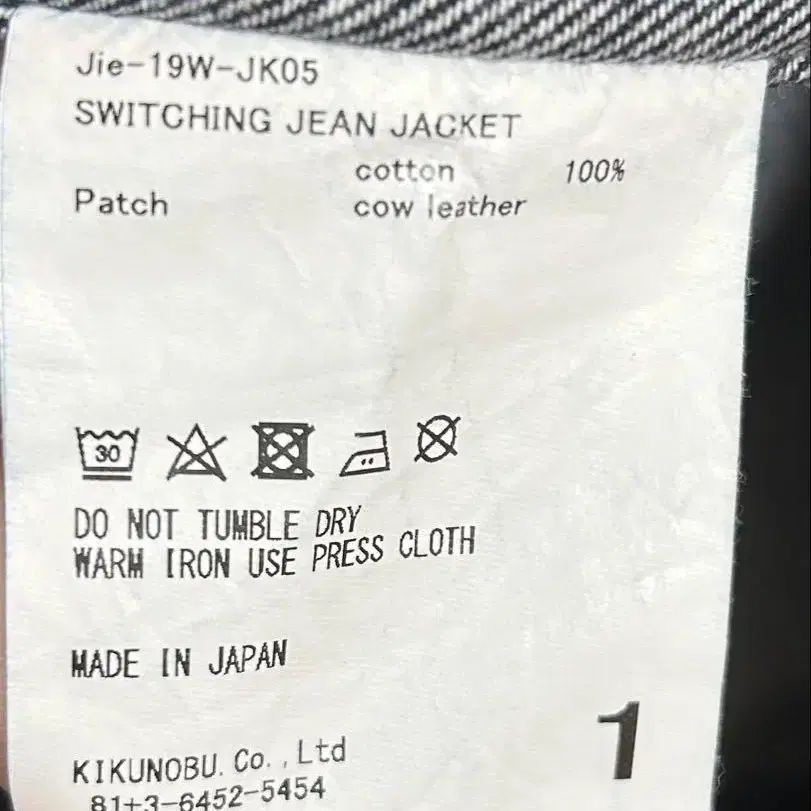 Jie-19W-JK05
SWITCHING JEAN JACKET
cotton 100%
Patch cow leather
30
DO NOT TUMBLE DRY
WARM IRON USE PRESS CLOTH
MADE IN JAPAN
1
KIKUNOBU. Co., Ltd
81+3-6452-5454